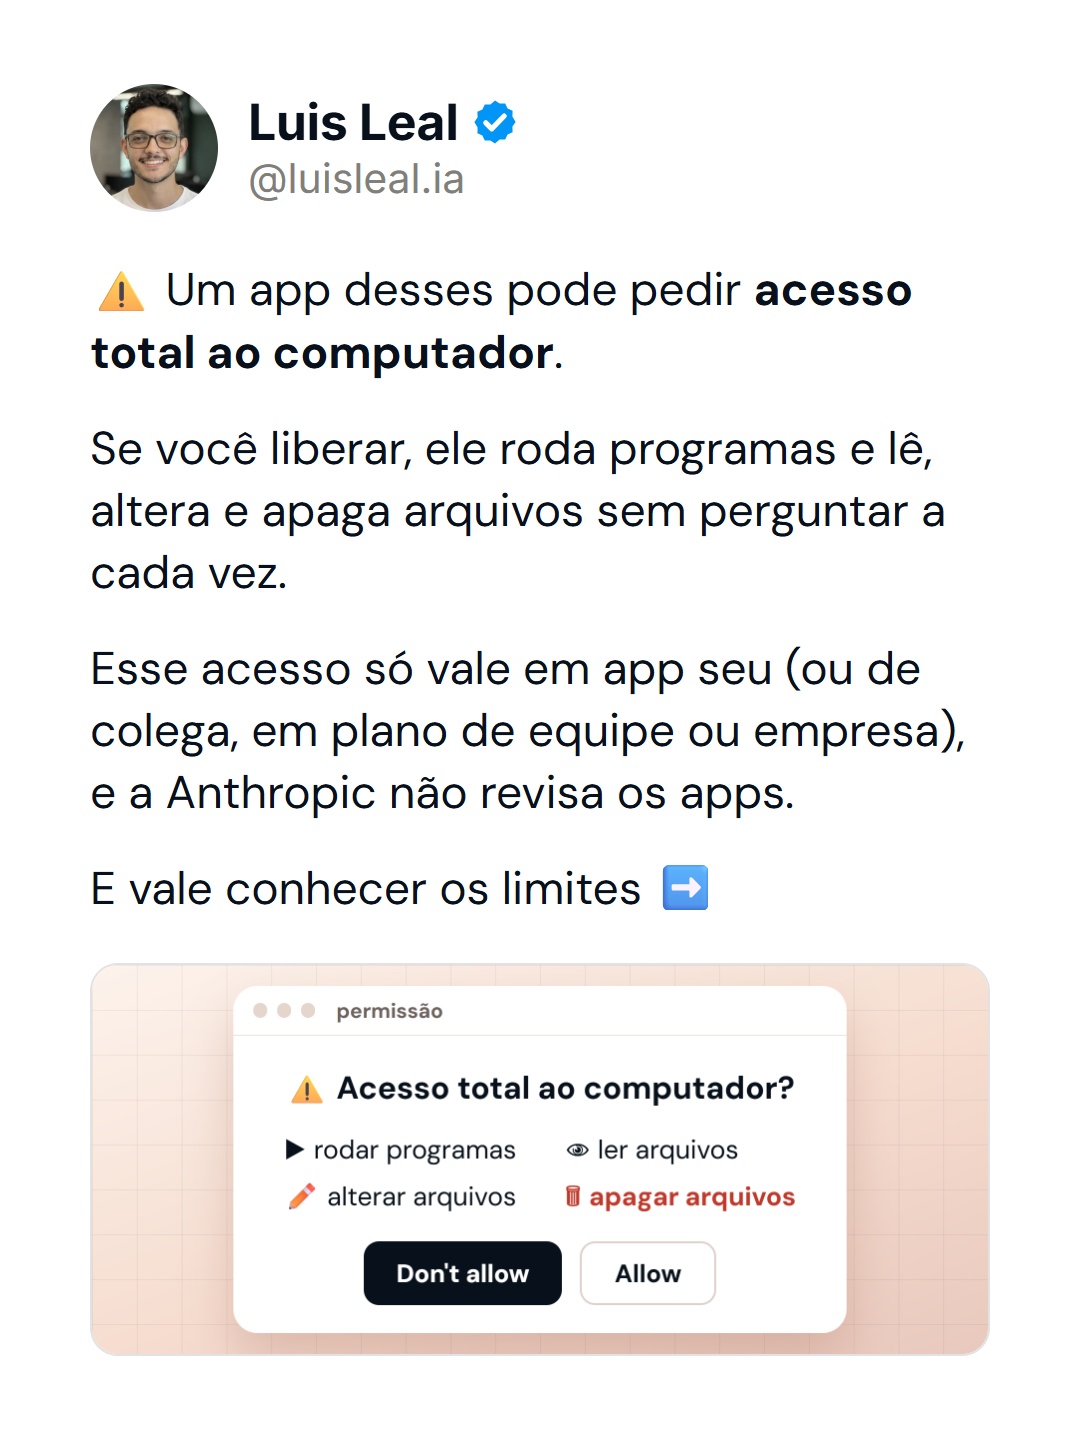 Luis Leal
@luisleal.ia
⚠️ Um app desses pode pedir acesso
total ao computador.
Se você liberar, ele roda programas e lê,
altera e apaga arquivos sem perguntar a
cada vez.
Esse acesso só vale em app seu (ou de
colega, em plano de equipe ou empresa),
e a Anthropic não revisa os apps.
E vale conhecer os limites ➡️
permissão
⚠️ Acesso total ao computador?
▶ rodar programas
👁 ler arquivos
✏️ alterar arquivos
🗑 apagar arquivos
Don't allow
Allow